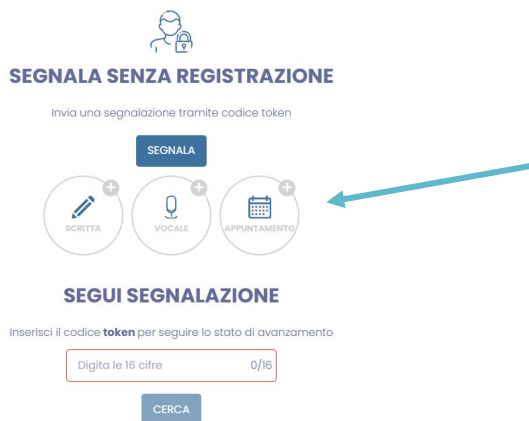 SEGNALA SENZA REGISTRAZIONE
Invia una segnalazione tramite codice token
SEGNALA
SCRITTA
VOCALE
APPUNTAMENTO
SEGUI SEGNALAZIONE
Inserisci il codice token per seguire lo stato di avanzamento
Digita le 16 cifre 0/16
CERCA